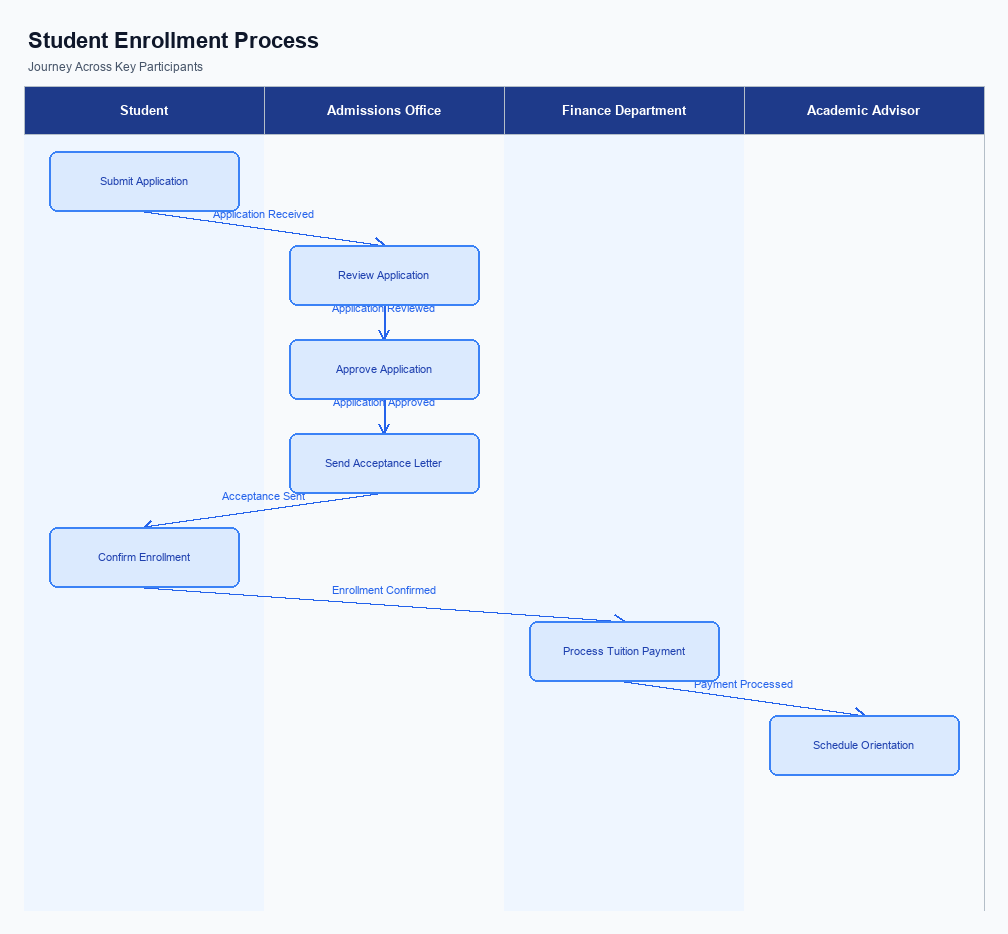 Student Enrollment Process
Journey Across Key Participants
Student
Admissions Office
Finance Department
Academic Advisor
Submit Application
Application Received
Review Application
Application Reviewed
Approve Application
Application Approved
Send Acceptance Letter
Acceptance Sent
Confirm Enrollment
Enrollment Confirmed
Process Tuition Payment
Payment Processed
Schedule Orientation